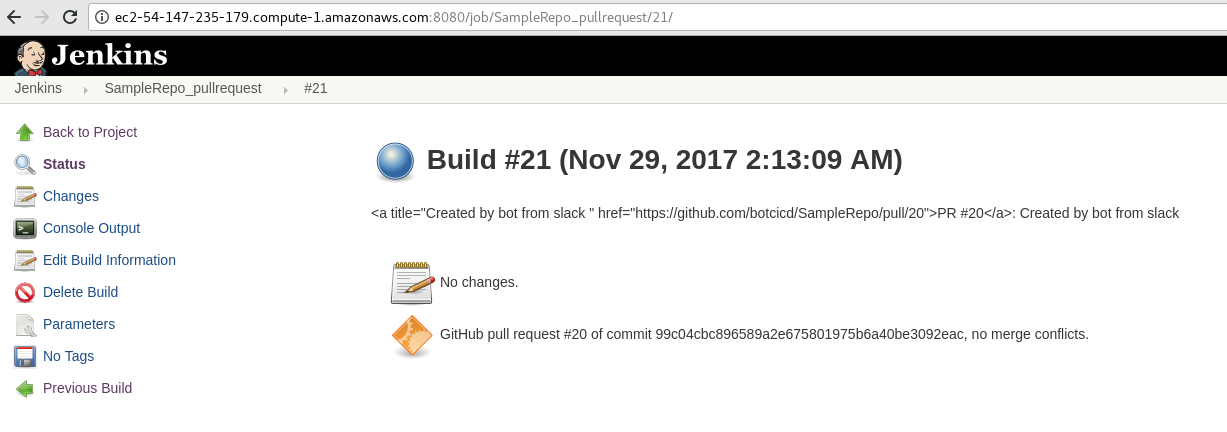 ec2-54-147-235-179.compute-1.amazonaws.com:8080/job/SampleRepo_pullrequest/21/
Jenkins
Jenkins SampleRepo_pullrequest #21
Back to Project
Status
Changes
Console Output
Edit Build Information
Delete Build
Parameters
No Tags
Previous Build
Build #21 (Nov 29, 2017 2:13:09 AM)
<a title="Created by bot from slack " href="https://github.com/botcicd/SampleRepo/pull/20">PR #20</a>: Created by bot from slack
No changes.
GitHub pull request #20 of commit 99c04cbc896589a2e675801975b6a40be3092eac, no merge conflicts.